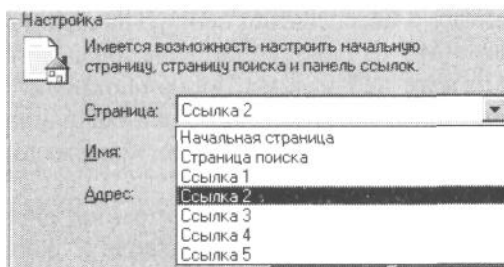 Настройка
Имеется возможность настроить начальную
страницу, страницу поиска и панель ссылок.
Страница: Ссылка 2
Начальная страница
Имя:
Страница поиска
Ссылка 1
Адрес: Ссылка 2
Ссылка 3
Ссылка 4
Ссылка 5